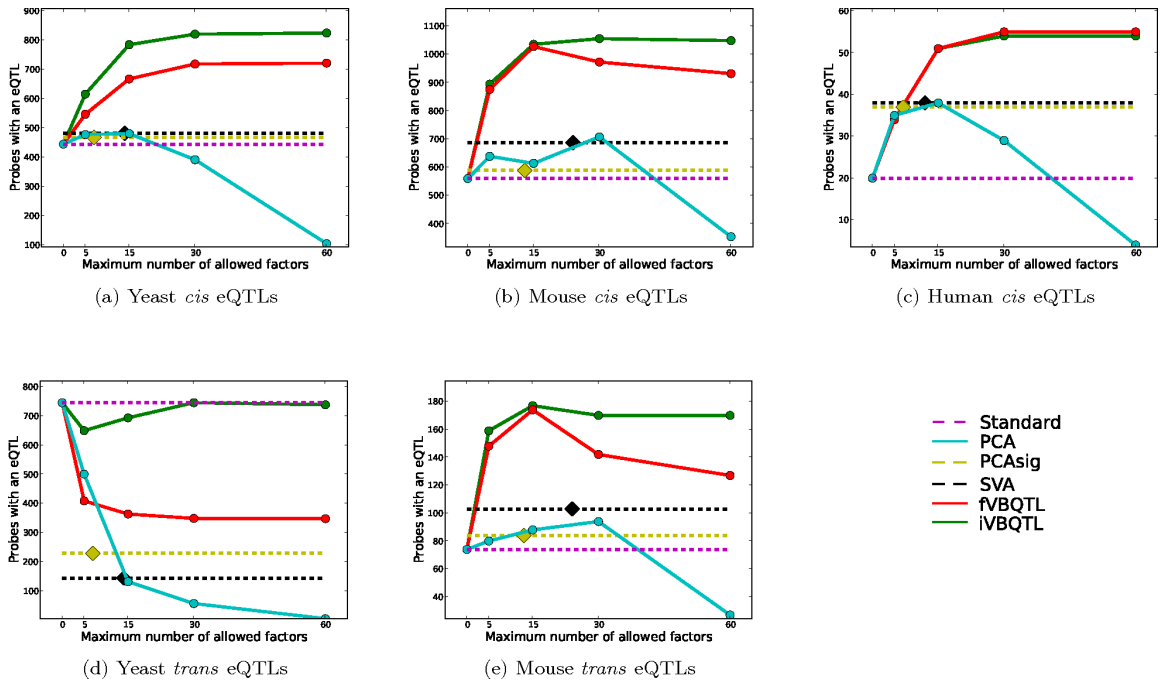 900
800
700
600
500
400
300
200
100
Probes with an eQTL
0 5 15 30 60
Maximum number of allowed factors
(a) Yeast cis eQTLs
1100
1000
900
800
700
600
500
400
Probes with an eQTL
0 5 15 30 60
Maximum number of allowed factors
(b) Mouse cis eQTLs
60
50
40
30
20
10
Probes with an eQTL
0 5 15 30 60
Maximum number of allowed factors
(c) Human cis eQTLs
800
700
600
500
400
300
200
100
Probes with an eQTL
0 5 15 30 60
Maximum number of allowed factors
(d) Yeast trans eQTLs
180
160
140
120
100
80
60
40
Probes with an eQTL
0 5 15 30 60
Maximum number of allowed factors
(e) Mouse trans eQTLs
Standard
PCA
PCAsig
SVA
fVBQTL
iVBQTL